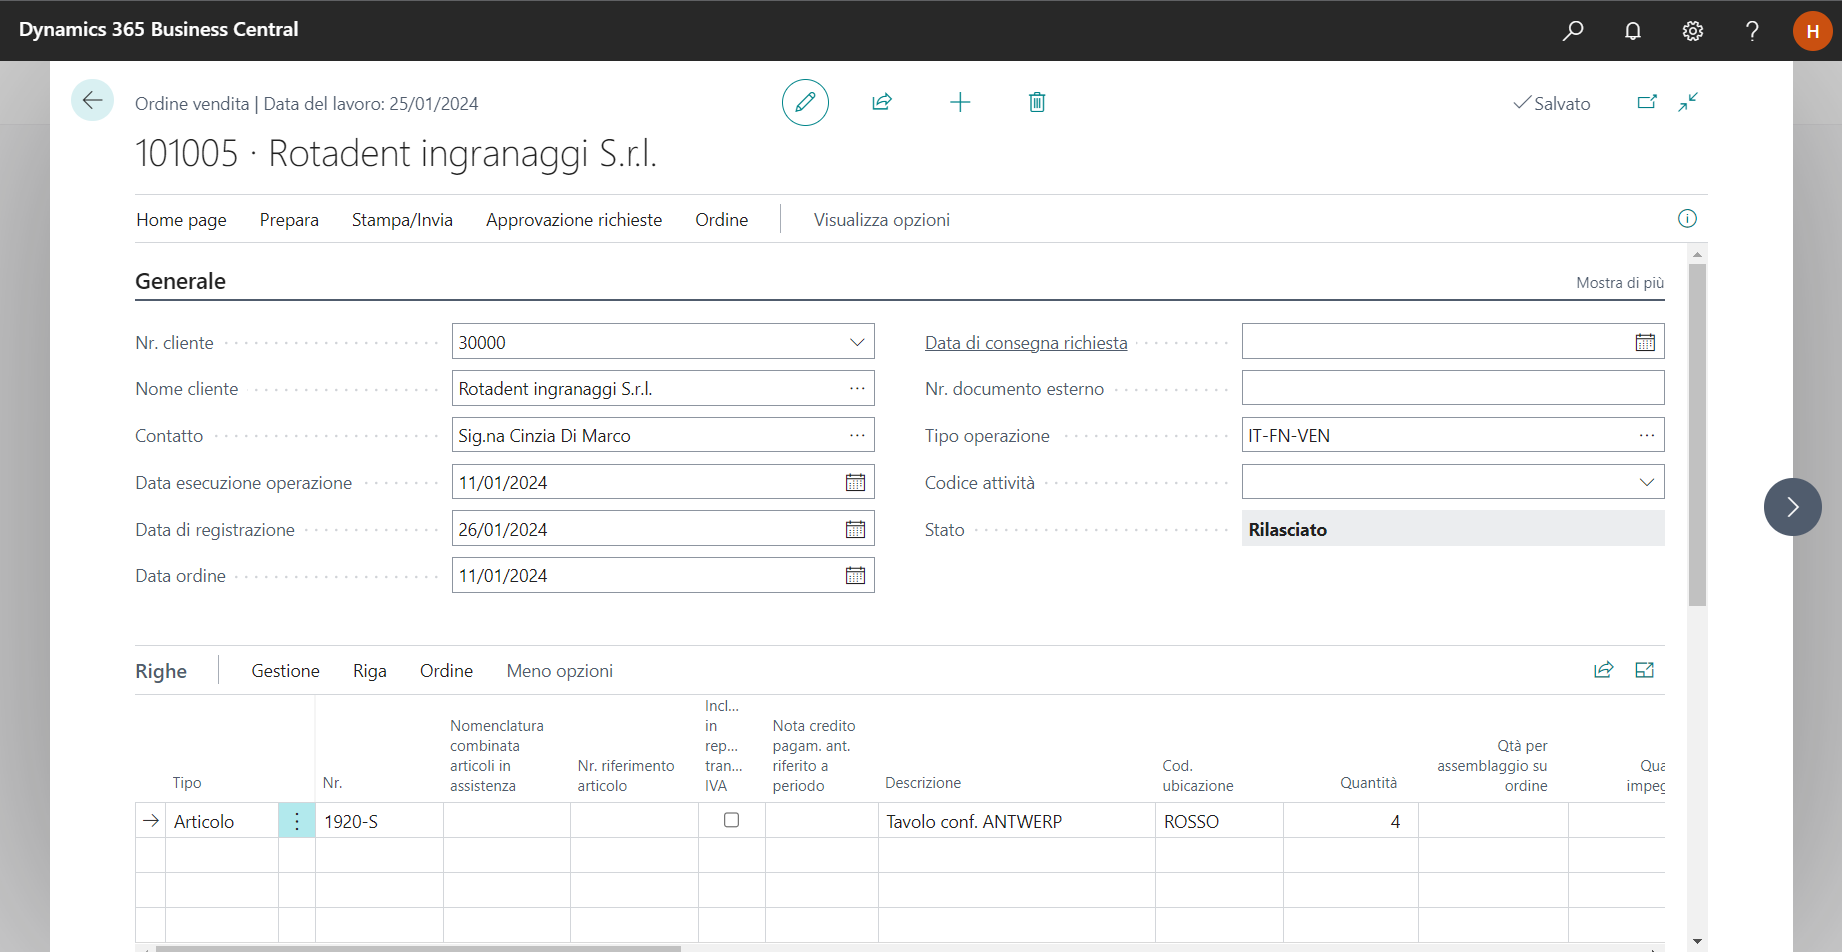 Dynamics 365 Business Central
H
Ordine vendita | Data del lavoro: 25/01/2024
Salvato
101005 · Rotadent ingranaggi S.r.l.
Home page Prepara Stampa/Invia Approvazione richieste Ordine Visualizza opzioni
Generale
Mostra di più
Nr. cliente 30000
Nome cliente Rotadent ingranaggi S.r.l.
Contatto Sig.na Cinzia Di Marco
Data esecuzione operazione 11/01/2024
Data di registrazione 26/01/2024
Data ordine 11/01/2024
Data di consegna richiesta
Nr. documento esterno
Tipo operazione IT-FN-VEN
Codice attività
Stato Rilasciato
Righe Gestione Riga Ordine Meno opzioni
Tipo
Nr.
Nomenclatura
combinata
articoli in
assistenza
Nr. riferimento
articolo
Incl...
in
rep...
tran...
IVA
Nota credito
pagam. ant.
riferito a
periodo
Descrizione
Cod.
ubicazione
Quantità
Qtà per
assemblaggio su
ordine
Qua
impeg
Articolo 1920-S Tavolo conf. ANTWERP ROSSO 4